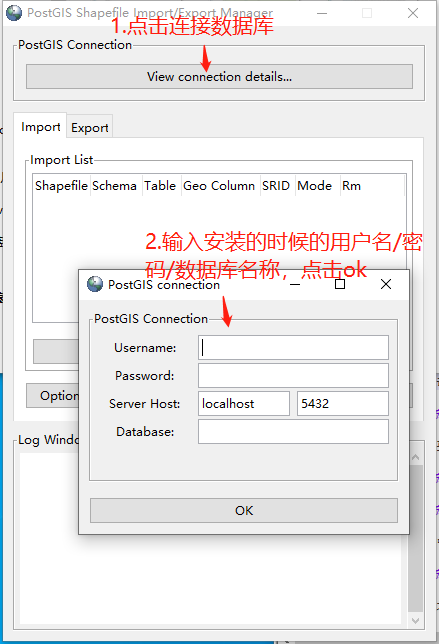 PostGIS Shapefile Import/Export Manager
1.点击连接数据库
PostGIS Connection
View connection details...
Import
Export
Import List
Shapefile Schema Table Geo Column SRID Mode Rm
2.输入安装的时候的用户名/密
码/数据库名称，点击ok
PostGIS connection
PostGIS Connection
Username:
Password:
Server Host: localhost 5432
Database:
OK
Option
Log Windo